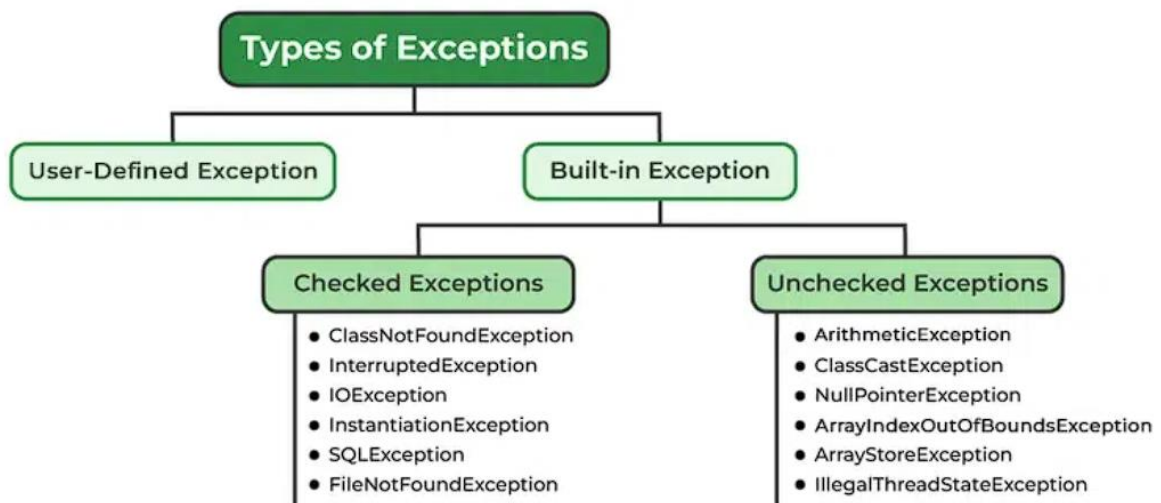 Types of Exceptions
User-Defined Exception
Built-in Exception
Checked Exceptions
• ClassNotFoundException
• InterruptedException
• IOException
• InstantiationException
• SQLException
• FileNotFoundException
Unchecked Exceptions
• ArithmeticException
• ClassCastException
• NullPointerException
• ArrayIndexOutOfBoundsException
• ArrayStoreException
• IllegalThreadStateException